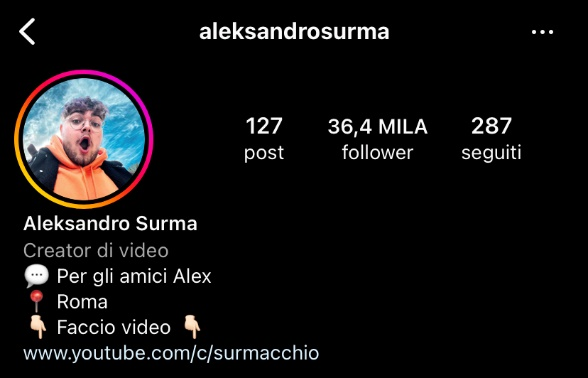 aleksandrosurma
127 36,4 MILA 287
post follower seguiti
Aleksandro Surma
Creator di video
💬 Per gli amici Alex
📍 Roma
👇🏻 Faccio video 👇🏻
www.youtube.com/c/surmacchio